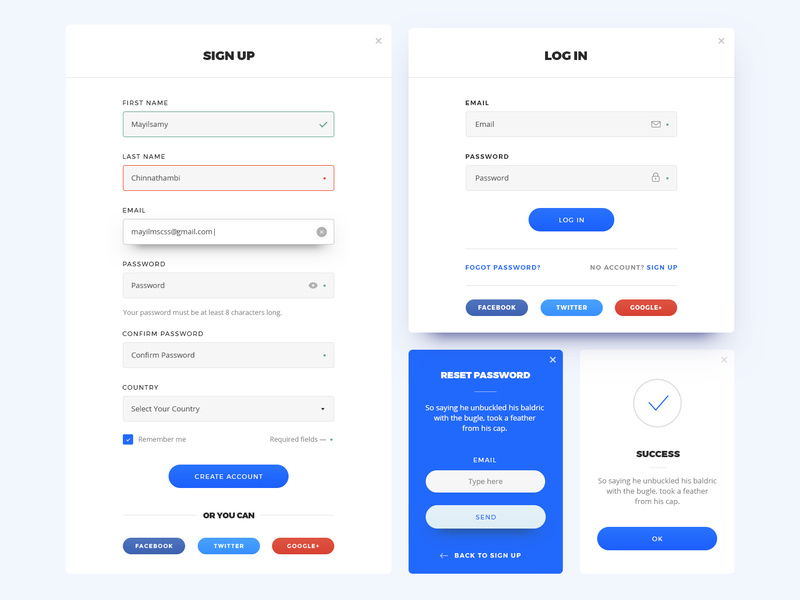 SIGN UP
FIRST NAME
Mayilsamy
LAST NAME
Chinnathambi
EMAIL
mayilmscss@gmail.com
PASSWORD
Password
Your password must be at least 8 characters long.
CONFIRM PASSWORD
Confirm Password
COUNTRY
Select Your Country
Remember me
Required fields —
CREATE ACCOUNT
OR YOU CAN
FACEBOOK
TWITTER
GOOGLE+
LOG IN
EMAIL
Email
PASSWORD
Password
LOG IN
FOGOT PASSWORD?
NO ACCOUNT? SIGN UP
FACEBOOK
TWITTER
GOOGLE+
RESET PASSWORD
So saying he unbuckled his baldric
with the bugle, took a feather
from his cap.
EMAIL
Type here
SEND
BACK TO SIGN UP
SUCCESS
So saying he unbuckled his baldric
with the bugle, took a feather
from his cap.
OK